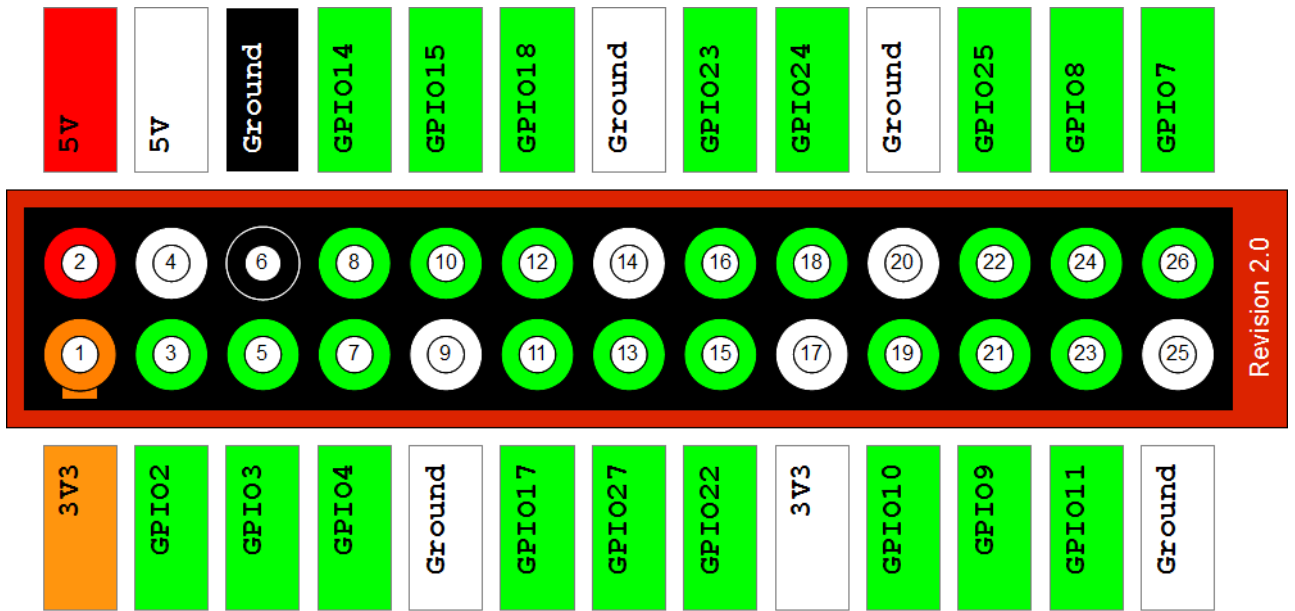 5V
5V
Ground
GPIO14
GPIO15
GPIO18
Ground
GPIO23
GPIO24
Ground
GPIO25
GPIO8
GPIO7
2 4 6 8 10 12 14 16 18 20 22 24 26
1 3 5 7 9 11 13 15 17 19 21 23 25
Revision 2.0
3V3
GPIO2
GPIO3
GPIO4
Ground
GPIO17
GPIO27
GPIO22
3V3
GPIO10
GPIO9
GPIO11
Ground